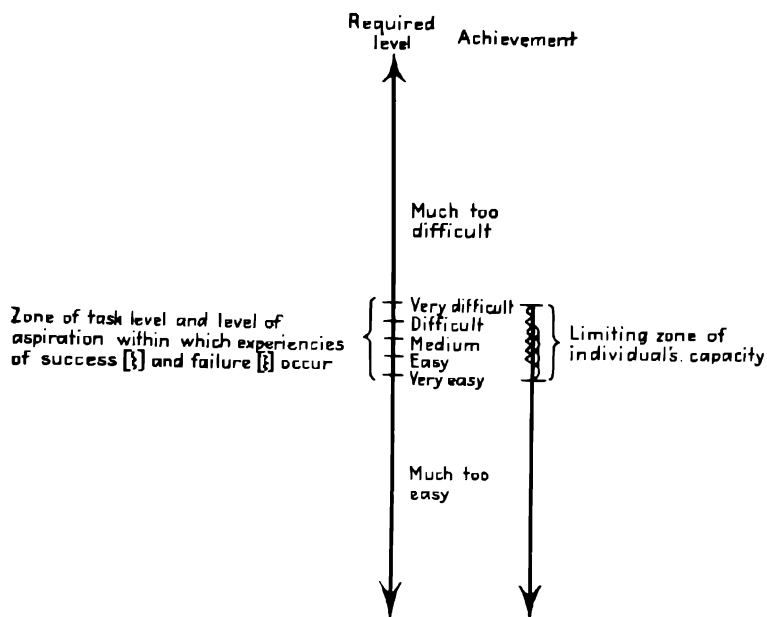 Required
level
Achievement
Much too
difficult
Very difficult
Difficult
Medium
Easy
Very easy
Zone of task level and level of
aspiration within which experiencies
of success [}] and failure [}] occur
Limiting zone of
individual's. capacity
Much too
easy